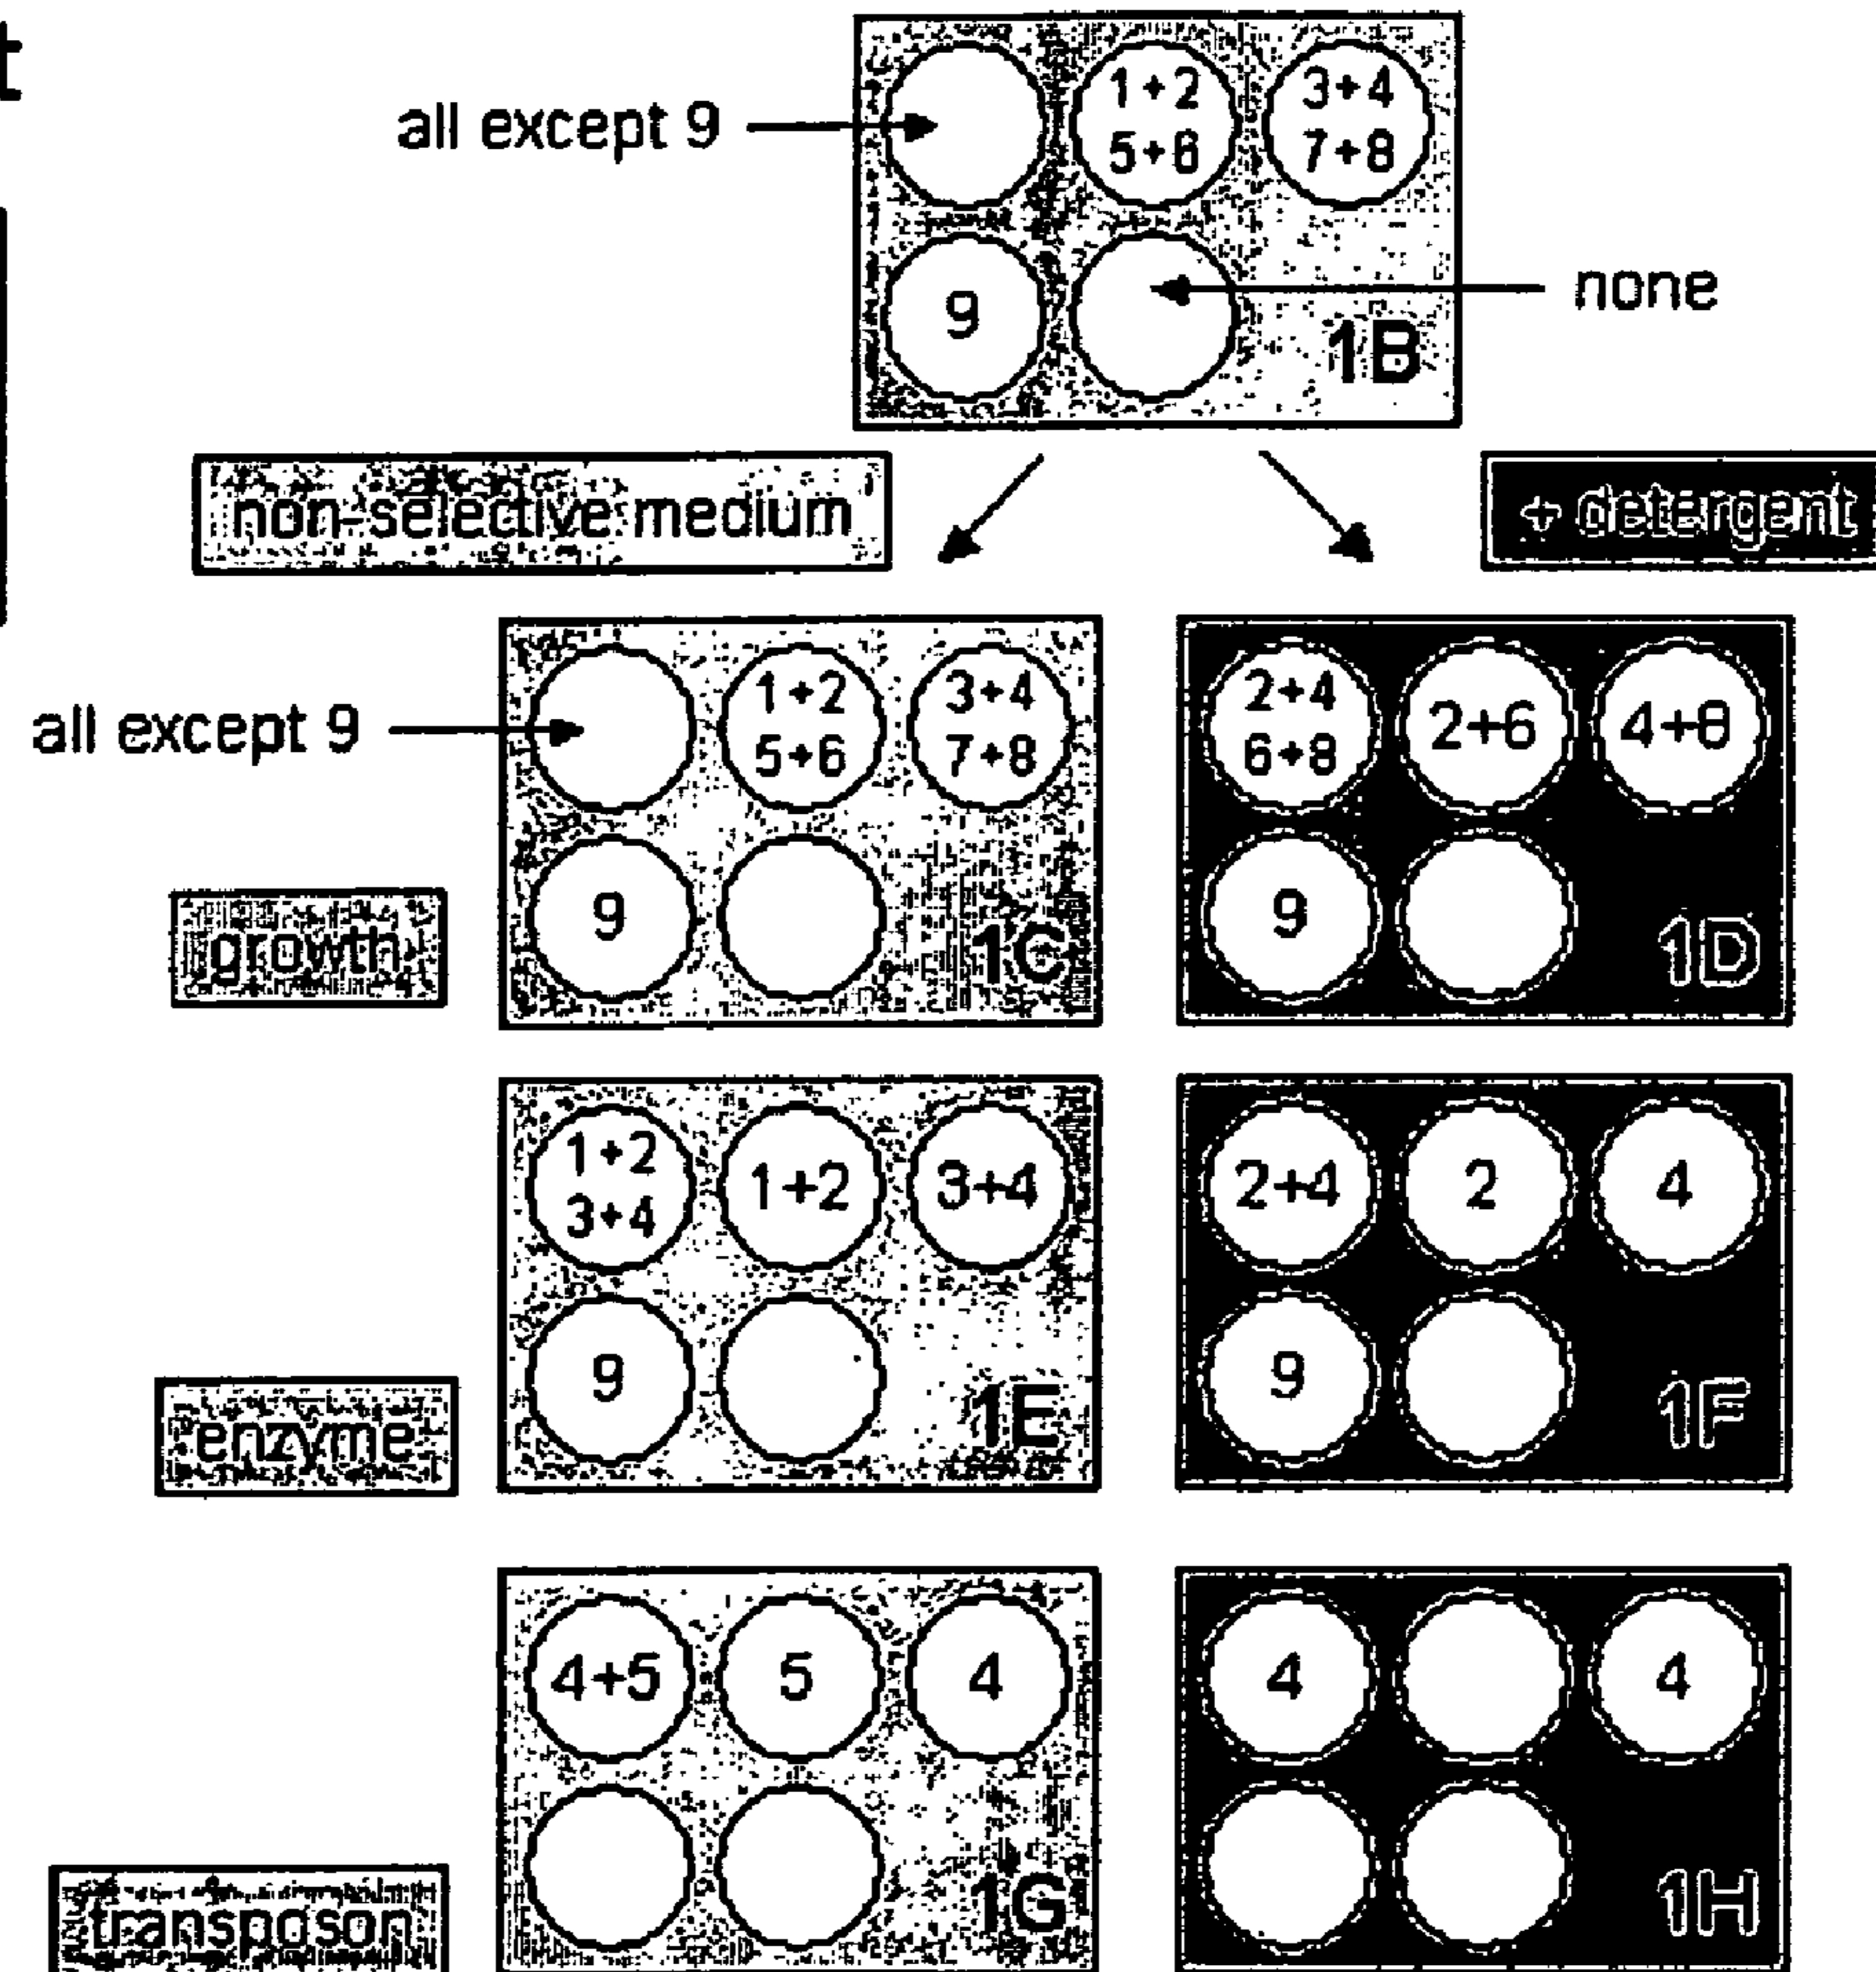 t
all except 9
1+2
5+6
3+4
7+8
9
none
1B
non-selective medium
+ detergent
all except 9
1+2
5+6
3+4
7+8
9
1C
2+4
6+8
2+6
4+8
9
1D
growth
1+2
3+4
1+2
3+4
9
1E
2+4
2
4
9
1F
enzyme
4+5
5
4
1G
4
4
1H
transposon